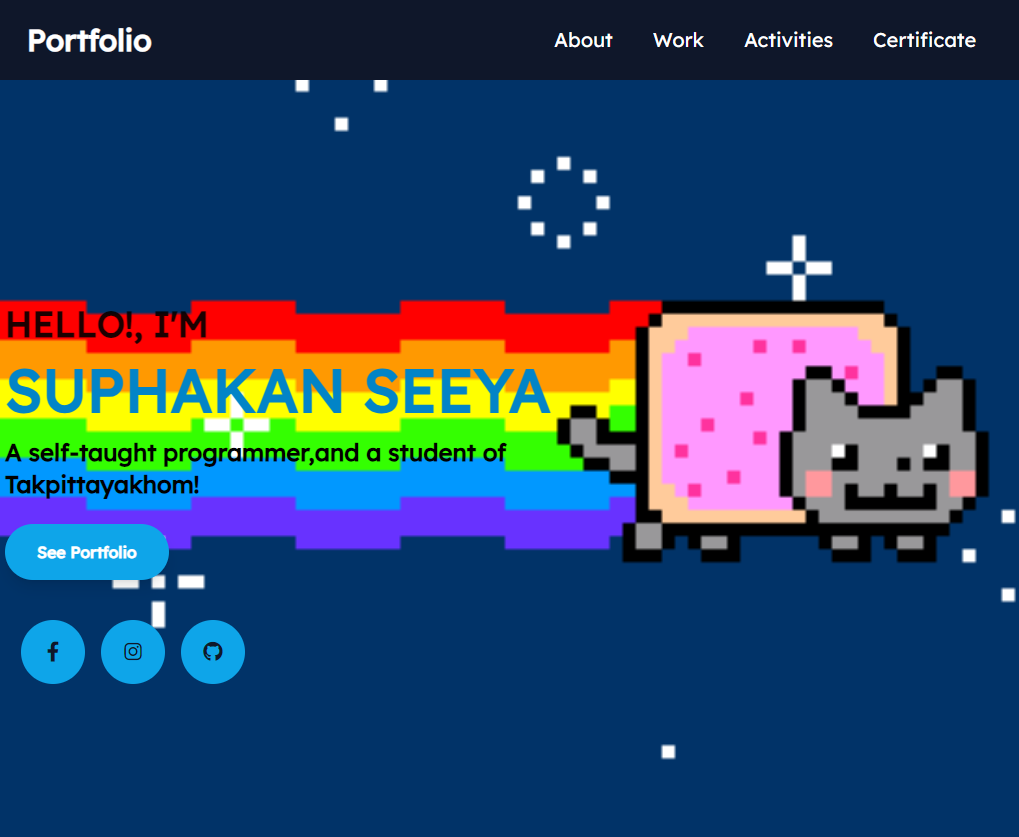 Portfolio
About Work Activities Certificate
HELLO!, I'M
SUPHAKAN SEEYA
A self-taught programmer,and a student of
Takpittayakhom!
See Portfolio